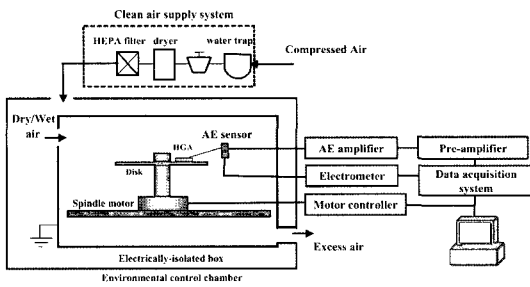 Clean air supply system
HEPA filter
dryer
water trap
Compressed Air
Dry/Wet
air
HGA
AE sensor
Disk
Spindle motor
AE amplifier
Pre-amplifier
Electrometer
Data acquisition
system
Motor controller
Excess air
Electrically-isolated box
Environmental control chamber